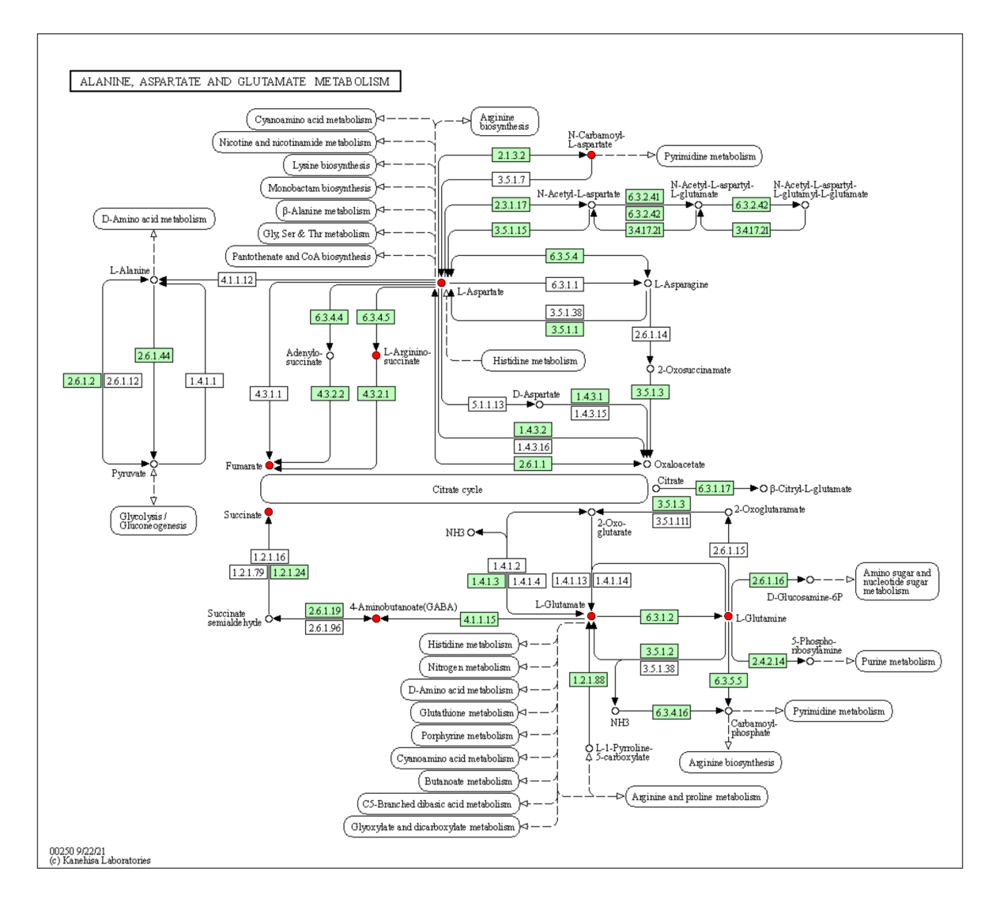 ALANINE, ASPARTATE AND GLUTAMATE METABOLISM
Cyanoamino acid metabolism
Arginine
biosynthesis
Nicotine and nicotinamide metabolism
N-Carbamoyl-
L-aspartate
2.1.3.2
Pyrimidine metabolism
Lysine biosynthesis
3.5.1.7
Monobactam biosynthesis
N-Acetyl-L-aspartate
6.3.2.41
N-Acetyl-L-aspartyl-
L-glutamate
N-Acetyl-L-aspartyl-
L-glutamyl-L-glutamate
β-Alanine metabolism
2.3.1.17
6.3.2.42
6.3.2.42
D-Amino acid metabolism
Gly, Ser & Thr metabolism
3.5.1.15
3.4.17.21
3.4.17.21
Pantothenate and CoA biosynthesis
6.3.5.4
L-Alanine
4.1.1.12
L-Aspartate
6.3.1.1
L-Asparagine
6.3.4.4
6.3.4.5
3.5.1.38
3.5.1.1
2.6.1.14
2.6.1.44
Adenylo-
succinate
L-Arginino-
succinate
Histidine metabolism
2-Oxosuccinamate
2.6.1.2
2.6.1.12
1.4.1.1
4.3.1.1
4.3.2.2
4.3.2.1
D-Aspartate
5.1.1.13
1.4.3.1
1.4.3.15
3.5.1.3
1.4.3.2
1.4.3.16
2.6.1.1
Pyruvate
Fumarate
Oxaloacetate
Citrate cycle
Citrate
6.3.1.17
β-Citryl-L-glutamate
Glycolysis /
Gluconeogenesis
Succinate
NH3
2-Oxo-
glutarate
3.5.1.3
3.5.1.111
2-Oxoglutaramate
1.2.1.16
1.2.1.79
1.2.1.24
1.4.1.2
1.4.1.3
1.4.1.4
1.4.1.13
1.4.1.14
2.6.1.15
2.6.1.16
D-Glucosamine-6P
Amino sugar and
nucleotide sugar
metabolism
Succinate
semialdehyde
2.6.1.19
2.6.1.96
4-Aminobutanoate(GABA)
4.1.1.15
L-Glutamate
6.3.1.2
L-Glutamine
Histidine metabolism
3.5.1.2
3.5.1.38
5-Phospho-
ribosylamine
2.4.2.14
Purine metabolism
Nitrogen metabolism
1.2.1.88
6.3.5.5
D-Amino acid metabolism
Glutathione metabolism
NH3
6.3.4.16
Carbamoyl-
phosphate
Pyrimidine metabolism
Porphyrine metabolism
L-1-Pyrroline-
5-carboxylate
Cyanoamino acid metabolism
Arginine biosynthesis
Butanoate metabolism
C5-Branched dibasic acid metabolism
Arginine and proline metabolism
Glyoxylate and dicarboxylate metabolism
00250 9/22/21
(c) Kanehisa Laboratories